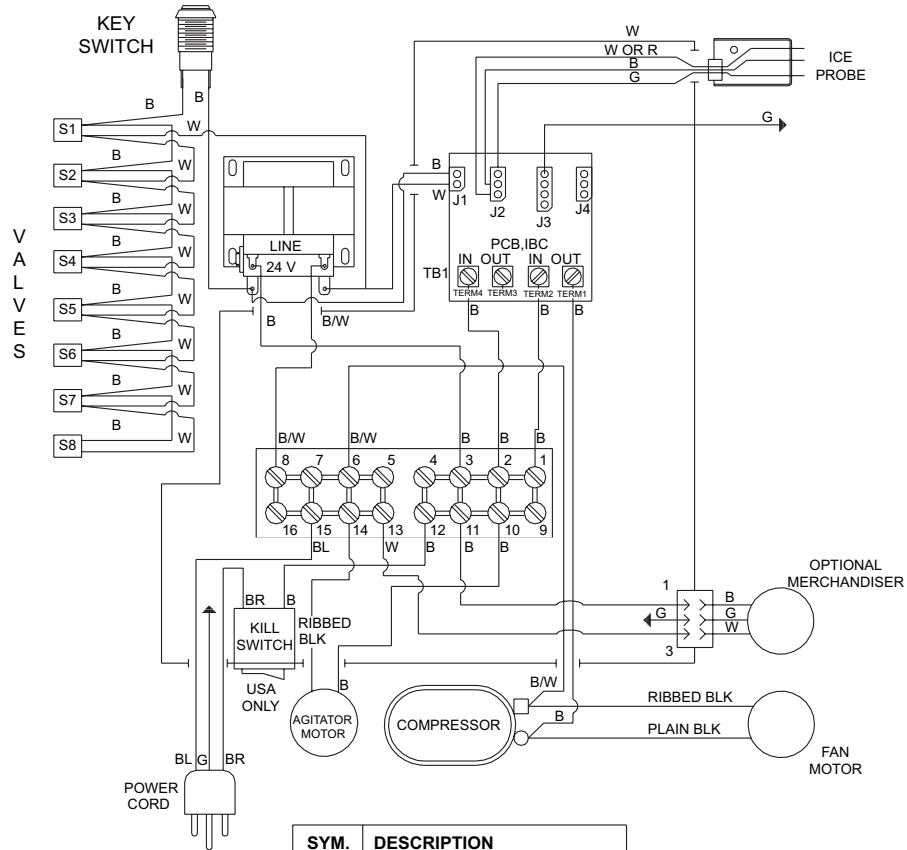 KEY
SWITCH
B
B
W
W OR R
B
G
ICE
PROBE
S1
B
W
S2
B
W
S3
B
W
S4
B
W
S5
B
W
S6
B
W
S7
B
W
S8
VALVES
LINE
24 V
B
B/W
B
W
J1
J2
J3
J4
G
PCB,IBC
IN OUT IN OUT
TB1
TERM4 TERM3 TERM2 TERM1
B B B
B/W B/W B B B
8 7 6 5 4 3 2 1
16 15 14 13 12 11 10 9
BL W B B B
BR B
KILL
SWITCH
USA
ONLY
RIBBED
BLK
B
AGITATOR
MOTOR
1
G
3
B
G
W
OPTIONAL
MERCHANDISER
B/W
B
COMPRESSOR
RIBBED BLK
PLAIN BLK
FAN
MOTOR
BL G BR
POWER
CORD
SYM. DESCRIPTION